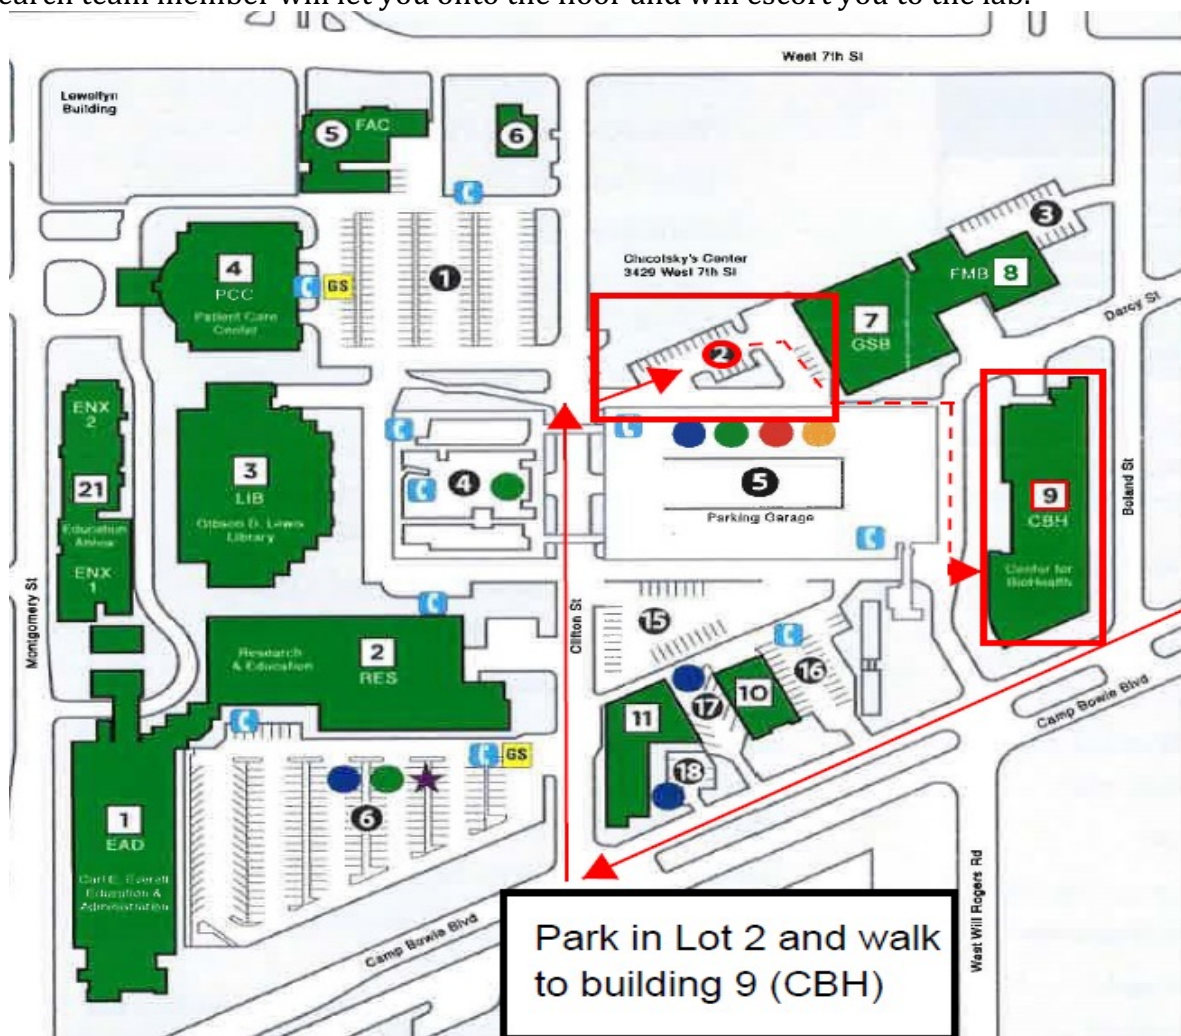 search team member will let you onto the floor and will escort you to the lab.
West 7th St
Lewellyn
Building
5
FAC
6
3
4
PCC
Patient Care
Center
GS
1
Chicolsky's Center
3429 West 7th St
FMB
8
7
GSB
Darcy St
2
ENX
2
21
Education
Annex
ENX
1
3
LIB
Gibson D. Lewis
Library
4
5
Parking Garage
9
CBH
Center for
BioHealth
Boland St
Montgomery St
Clifton St
2
RES
Research
& Education
15
16
10
17
11
18
GS
6
1
EAD
Carl E. Everett
Education &
Administration
Camp Bowie Blvd
Camp Bowie Blvd
West Will Rogers Rd
Park in Lot 2 and walk
to building 9 (CBH)